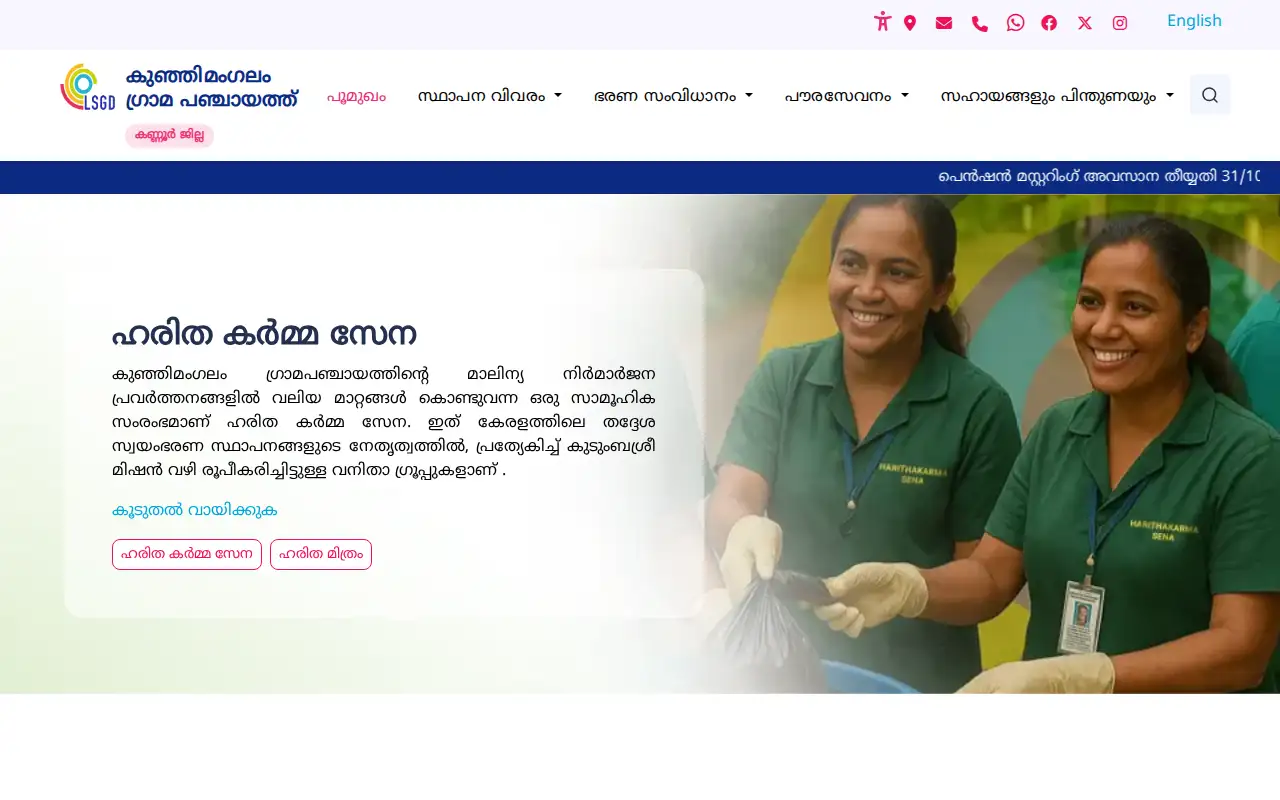 English
LSGD
കുഞ്ഞിമംഗലം
ഗ്രാമ പഞ്ചായത്ത്
കണ്ണൂർ ജില്ല
പൂമുഖം
സ്ഥാപന വിവരം
ഭരണ സംവിധാനം
പൗരസേവനം
സഹായങ്ങളും പിന്തുണയും
പെൻഷൻ മസ്റ്ററിംഗ് അവസാന തീയ്യതി 31/10
ഹരിത കർമ്മ സേന
കുഞ്ഞിമംഗലം ഗ്രാമപഞ്ചായത്തിന്റെ മാലിന്യ നിർമാർജന
പ്രവർത്തനങ്ങളിൽ വലിയ മാറ്റങ്ങൾ കൊണ്ടുവന്ന ഒരു സാമൂഹിക
സംരംഭമാണ് ഹരിത കർമ്മ സേന. ഇത് കേരളത്തിലെ തദ്ദേശ
സ്വയംഭരണ സ്ഥാപനങ്ങളുടെ നേതൃത്വത്തിൽ, പ്രത്യേകിച്ച് കുടുംബശ്രീ
മിഷൻ വഴി രൂപീകരിച്ചിട്ടുള്ള വനിതാ ഗ്രൂപ്പുകളാണ് .
കൂടുതൽ വായിക്കുക
ഹരിത കർമ്മ സേന
ഹരിത മിത്രം
HARITHAKARMA
SENA
HARITHAKARMA
SENA